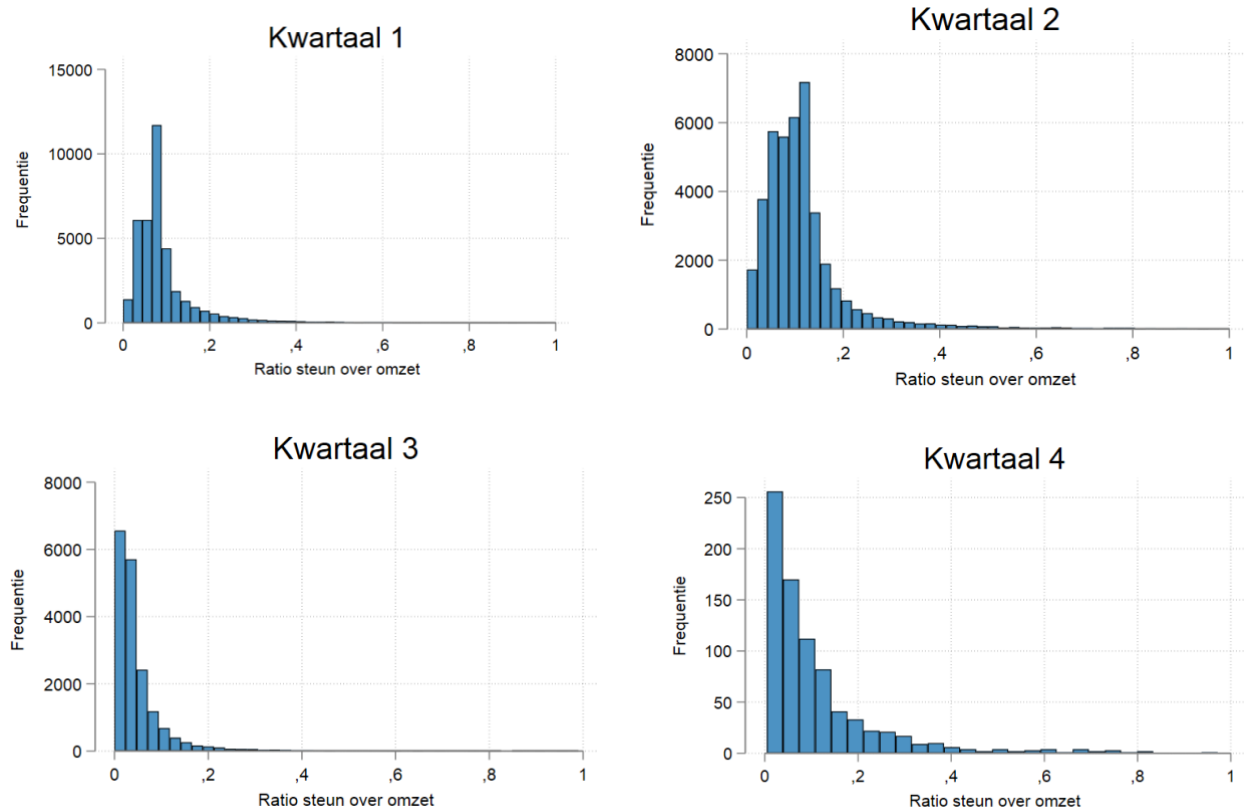 Kwartaal 1
15000
10000
5000
0
Frequentie
0 ,2 ,4 ,6 ,8 1
Ratio steun over omzet
Kwartaal 2
8000
6000
4000
2000
0
Frequentie
0 ,2 ,4 ,6 ,8 1
Ratio steun over omzet
Kwartaal 3
8000
6000
4000
2000
0
Frequentie
0 ,2 ,4 ,6 ,8 1
Ratio steun over omzet
Kwartaal 4
250
200
150
100
50
0
Frequentie
0 ,2 ,4 ,6 ,8 1
Ratio steun over omzet